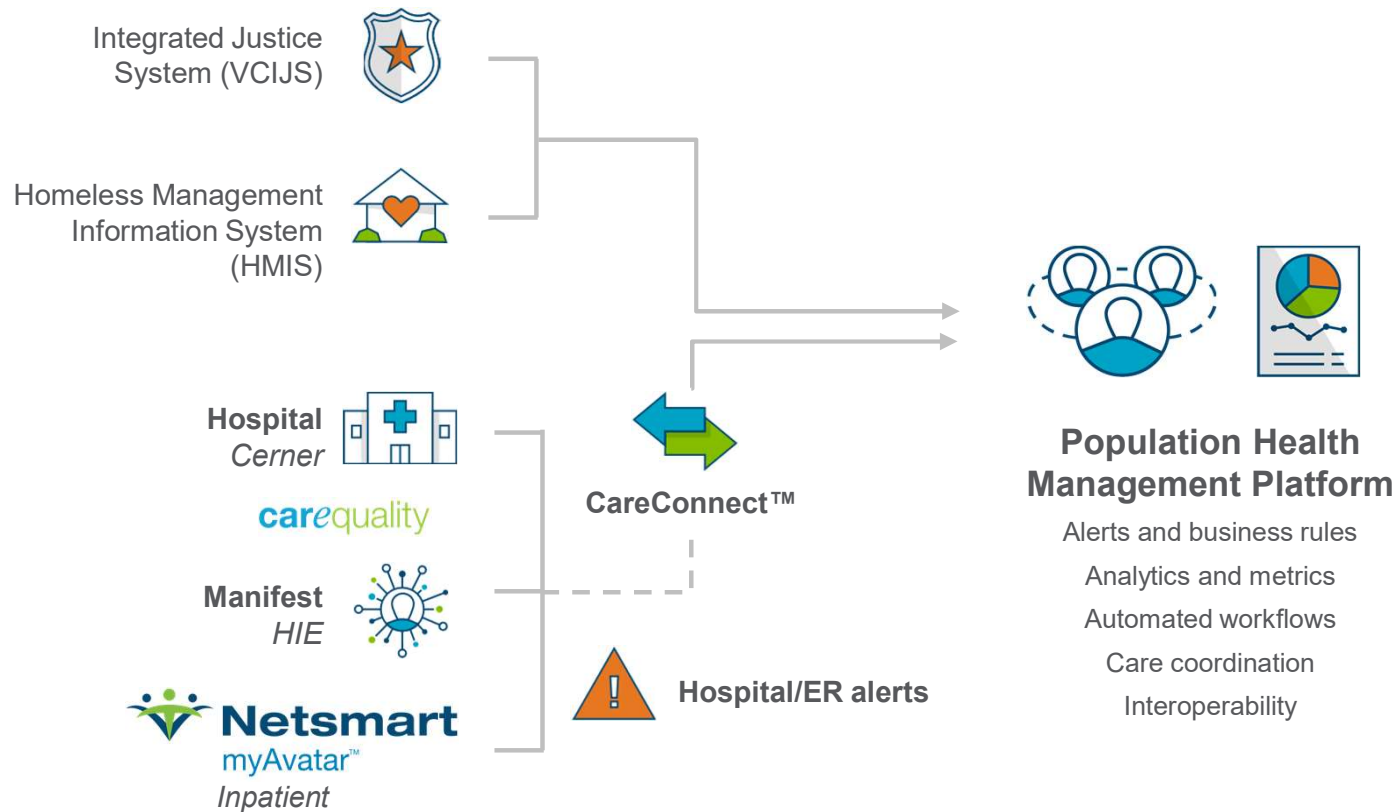 Integrated Justice
System (VCIJS)
Homeless Management
Information System
(HMIS)
Hospital
Cerner
carequality
Manifest
HIE
Netsmart
myAvatar™
Inpatient
CareConnect™
! Hospital/ER alerts
Population Health
Management Platform
Alerts and business rules
Analytics and metrics
Automated workflows
Care coordination
Interoperability